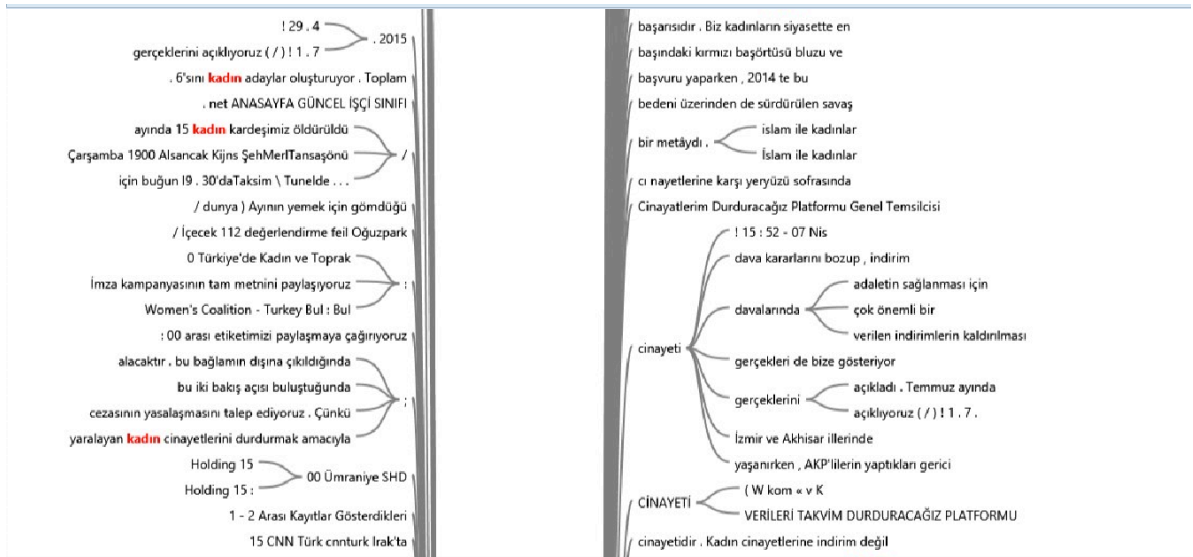 ! 29 . 4
. 2015
gerçeklerini açıklıyoruz ( / ) ! 1 . 7
. 6'sını kadın adaylar oluşturuyor . Toplam
. net ANASAYFA GÜNCEL İŞÇİ SINIFI
ayında 15 kadın kardeşimiz öldürüldü
/
Çarşamba 1900 Alsancak Kijns ŞehMerlTansaşönü
için buğun l9 . 30'daTaksim \ Tunelde . . .
/ dunya ) Ayının yemek için gömdüğü
/ İçecek 112 değerlendirme feil Oğuzpark
0 Türkiye'de Kadın ve Toprak
:
İmza kampanyasının tam metnini paylaşıyoruz
Women's Coalition - Turkey Bul : Bul
: 00 arası etiketimizi paylaşmaya çağırıyoruz
alacaktır . bu bağlamın dışına çıkıldığında
bu iki bakış açısı buluştuğunda
;
cezasının yasalaşmasını talep ediyoruz . Çünkü
yaralayan kadın cinayetlerini durdurmak amacıyla
Holding 15
00 Ümraniye SHD
Holding 15 :
1 - 2 Arası Kayıtlar Gösterdikleri
15 CNN Türk cnnturk Irak'ta
başarısıdır . Biz kadınların siyasette en
başındaki kırmızı başörtüsü bluzu ve
başvuru yaparken , 2014 te bu
bedeni üzerinden de sürdürülen savaş
bir metâydı .
islam ile kadınlar
İslam ile kadınlar
cı nayetlerine karşı yeryüzü sofrasında
Cinayatlerim Durduracağız Platformu Genel Temsilcisi
cinayeti
! 15 : 52 - 07 Nis
dava kararlarını bozup , indirim
davalarında
adaletin sağlanması için
çok önemli bir
verilen indirimlerin kaldırılması
gerçekleri de bize gösteriyor
gerçeklerini
açıkladı . Temmuz ayında
açıklıyoruz ( / ) ! 1 . 7 .
İzmir ve Akhisar illerinde
yaşanırken , AKP'lilerin yaptıkları gerici
CİNAYETİ
( W kom « v K
VERİLERİ TAKVİM DURDURACAĞIZ PLATFORMU
cinayetidir . Kadın cinayetlerine indirim değil